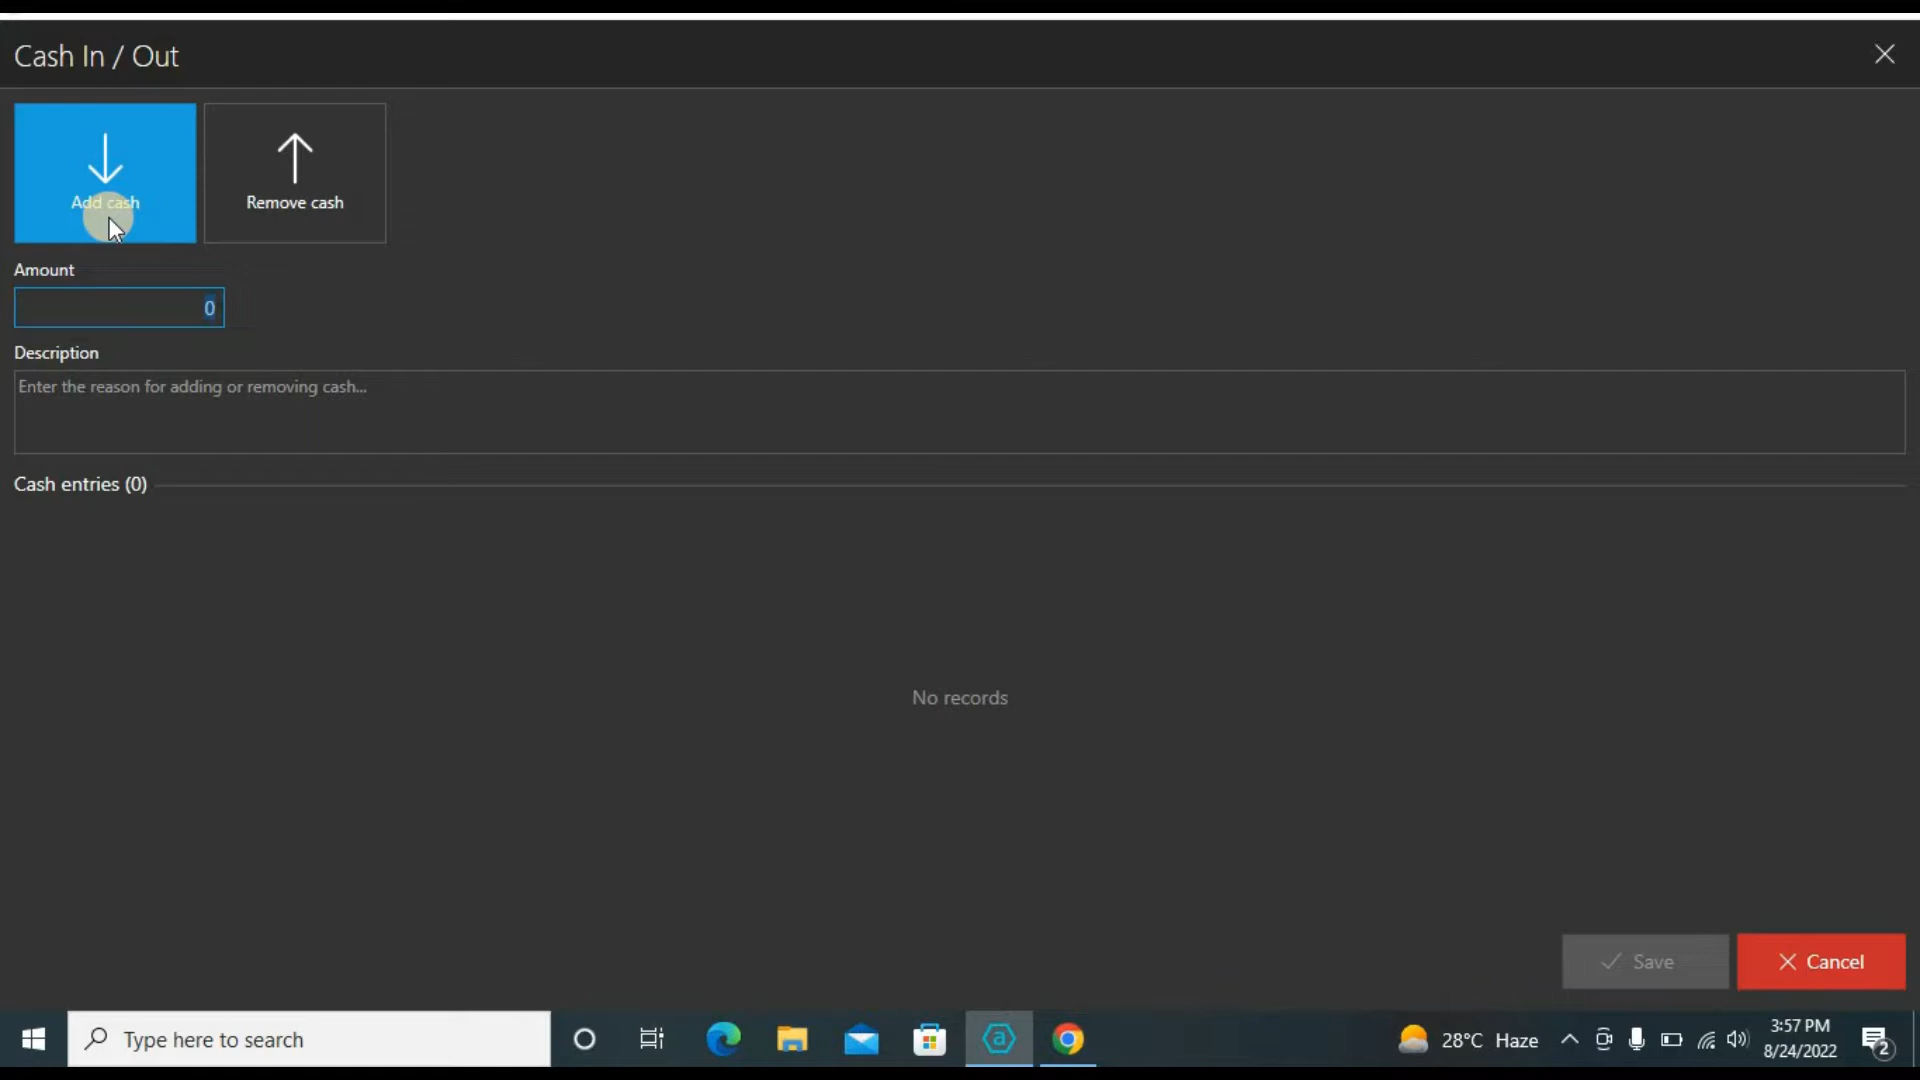 Cash In / Out
Add cash
Remove cash
Amount
0
Description
Enter the reason for adding or removing cash...
Cash entries (0)
No records
Save
Cancel
Type here to search
28°C Haze
3:57 PM
8/24/2022
2